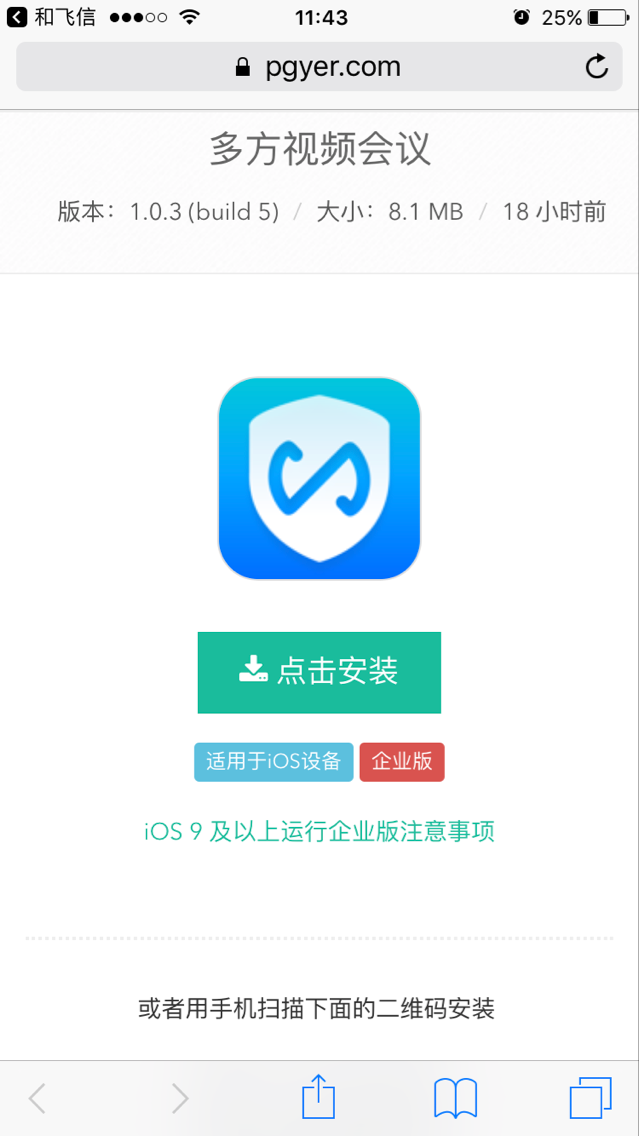 和飞信 11:43 25%
pgyer.com
多方视频会议
版本：1.0.3 (build 5) / 大小：8.1 MB / 18 小时前
点击安装
适用于iOS设备 企业版
iOS 9 及以上运行企业版注意事项
或者用手机扫描下面的二维码安装